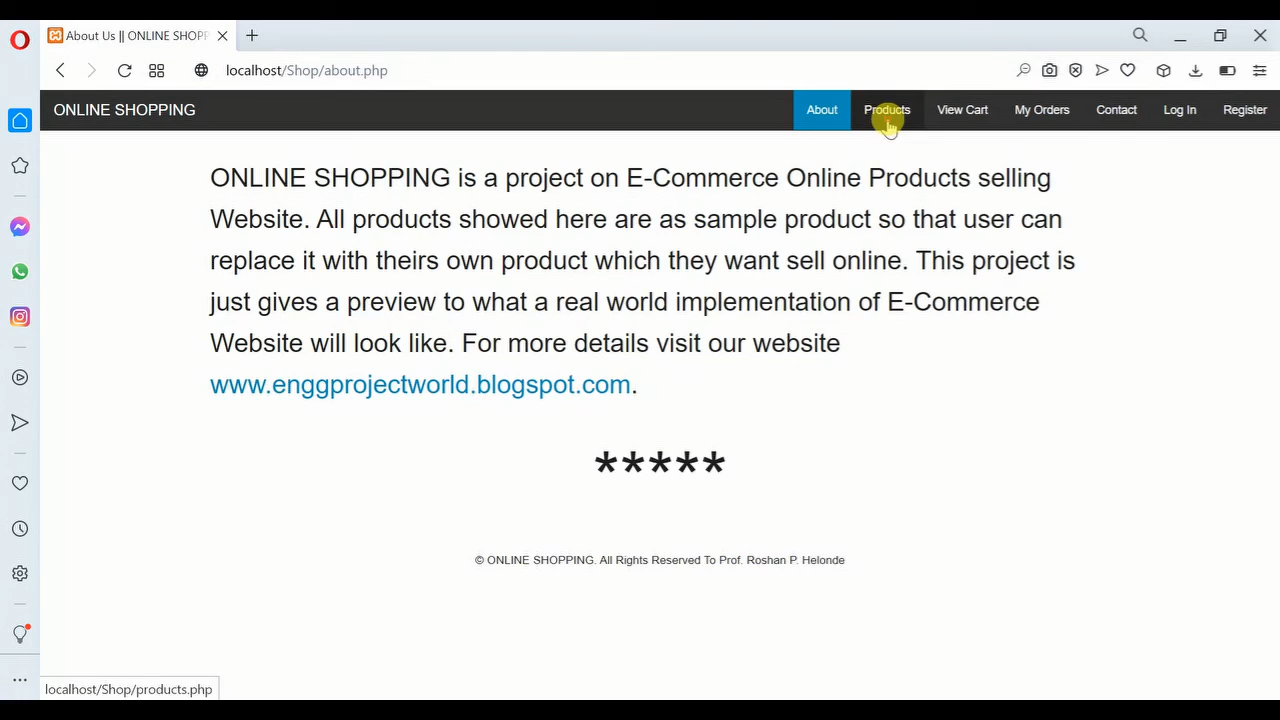 About Us || ONLINE SHOPP
localhost/Shop/about.php
ONLINE SHOPPING
About Products View Cart My Orders Contact Log In Register
ONLINE SHOPPING is a project on E-Commerce Online Products selling
Website. All products showed here are as sample product so that user can
replace it with theirs own product which they want sell online. This project is
just gives a preview to what a real world implementation of E-Commerce
Website will look like. For more details visit our website
www.enggprojectworld.blogspot.com.
*****
© ONLINE SHOPPING. All Rights Reserved To Prof. Roshan P. Helonde
localhost/Shop/products.php